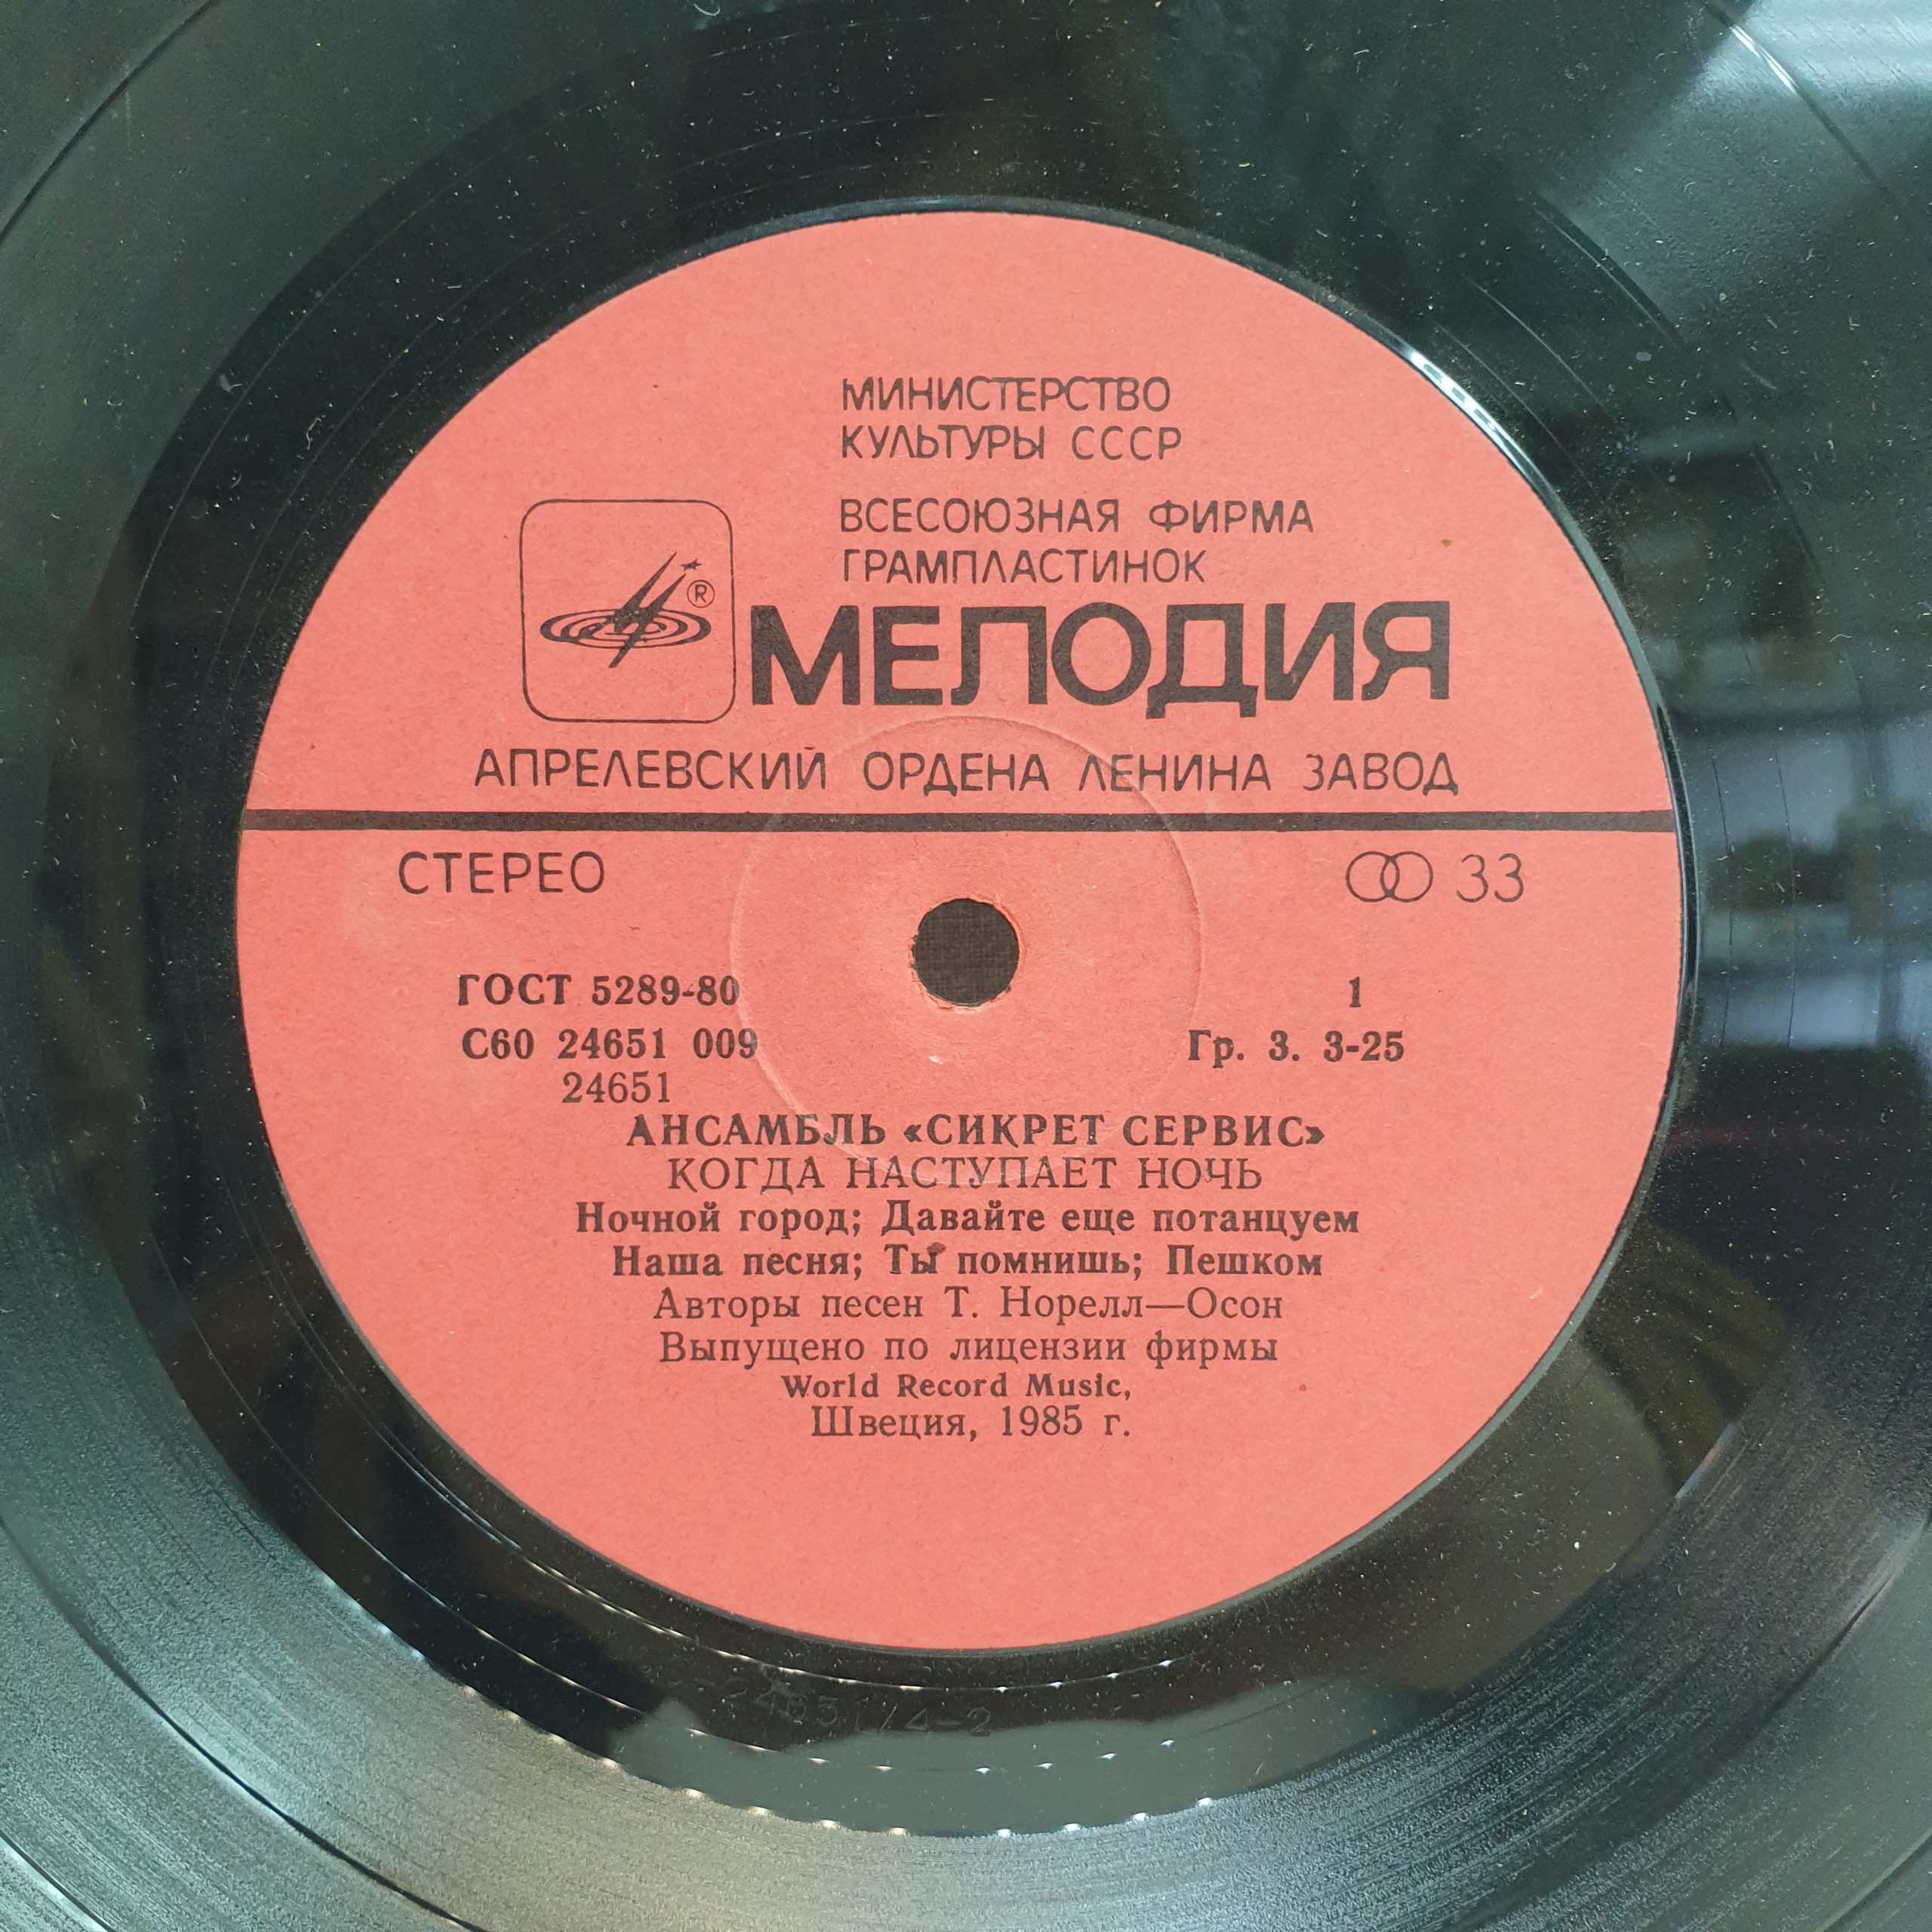 МИНИСТЕРСТВО
КУЛЬТУРЫ СССР
ВСЕСОЮЗНАЯ ФИРМА
ГРАМПЛАСТИНОК
®
МЕЛОДИЯ
АПРЕЛЕВСКИЙ ОРДЕНА ЛЕНИНА ЗАВОД
СТЕРЕО 33
ГОСТ 5289-80 1
С60 24651 009 Гр. 3. 3-25
24651
АНСАМБЛЬ «СИКРЕТ СЕРВИС»
КОГДА НАСТУПАЕТ НОЧЬ
Ночной город; Давайте еще потанцуем
Наша песня; Ты помнишь; Пешком
Авторы песен Т. Норелл—Осон
Выпущено по лицензии фирмы
World Record Music,
Швеция, 1985 г.